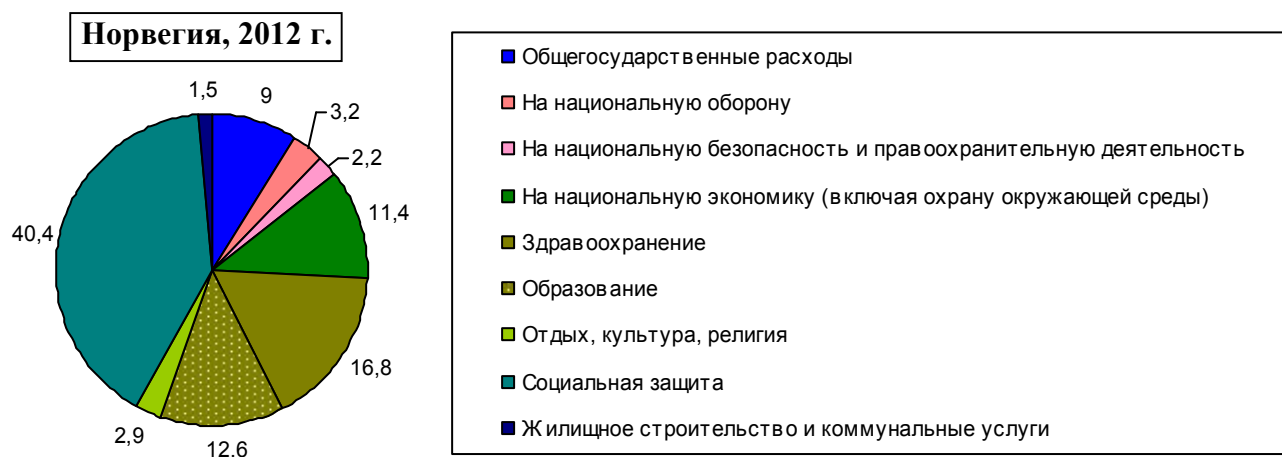 Норвегия, 2012 г.
1,5
9
3,2
2,2
11,4
16,8
12,6
2,9
40,4
Общегосударственные расходы
На национальную оборону
На национальную безопасность и правоохранительную деятельность
На национальную экономику (включая охрану окружающей среды)
Здравоохранение
Образование
Отдых, культура, религия
Социальная защита
Жилищное строительство и коммунальные услуги